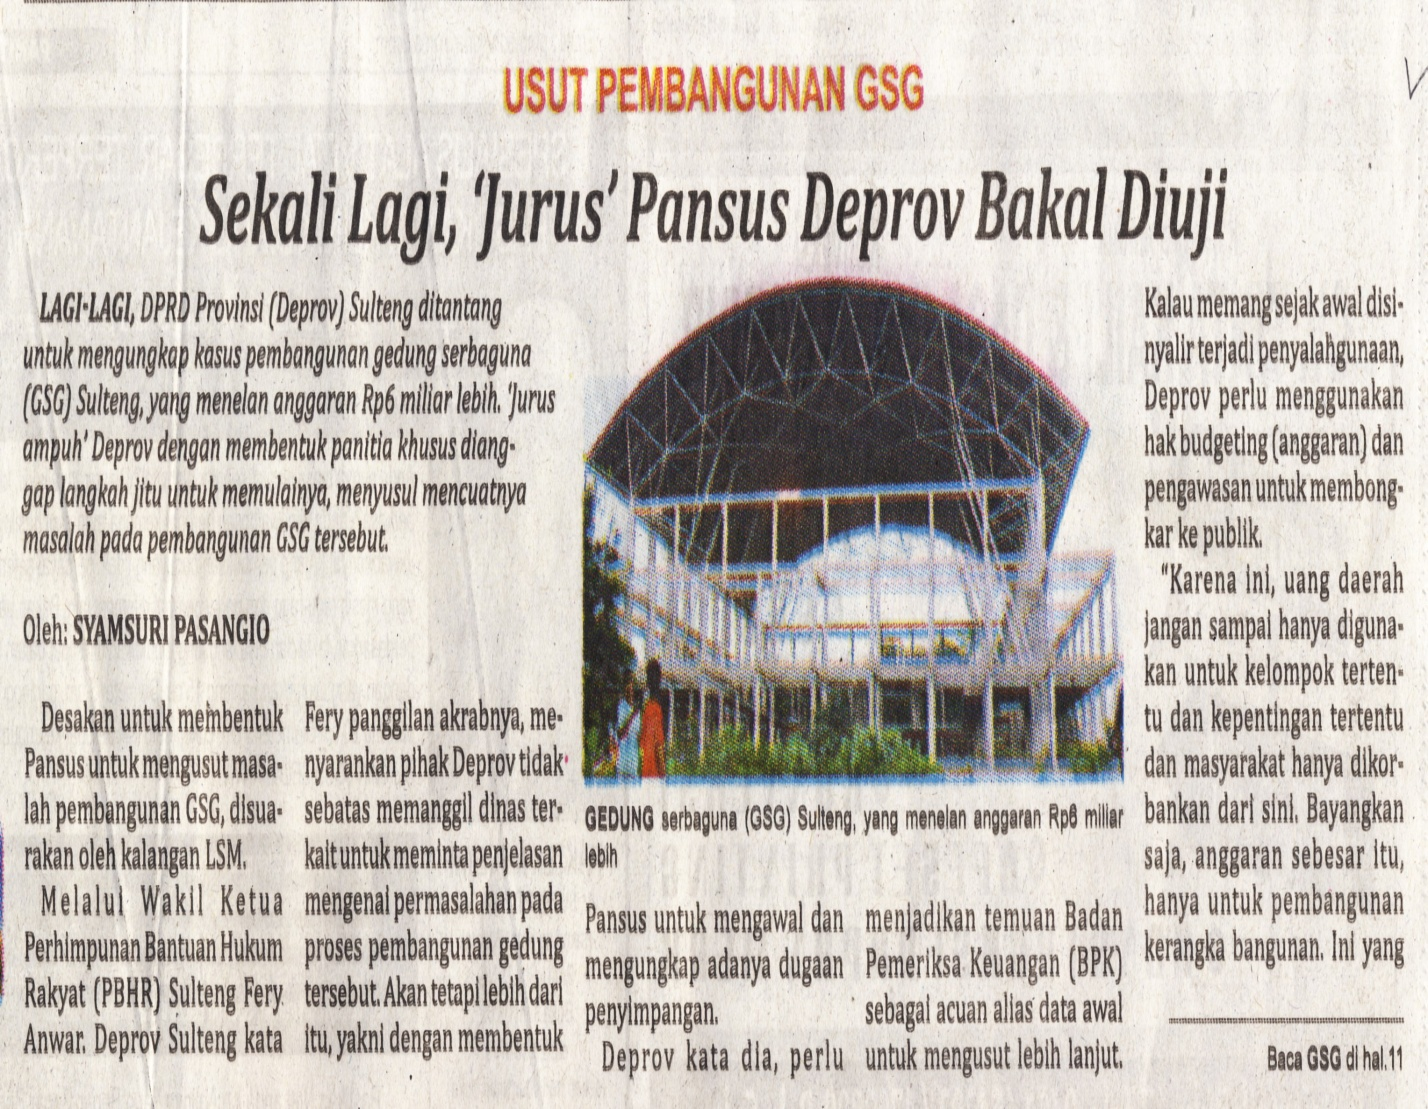 USUT PEMBANGUNAN GSG
Sekali Lagi, ‘Jurus’ Pansus Deprov Bakal Diuji
LAGI-LAGI, DPRD Provinsi (Deprov) Sulteng ditantang
untuk mengungkap kasus pembangunan gedung serbaguna
(GSG) Sulteng, yang menelan anggaran Rp6 miliar lebih. ‘Jurus
ampuh’ Deprov dengan membentuk panitia khusus diang-
gap langkah jitu untuk memulainya, menyusul mencuatnya
masalah pada pembangunan GSG tersebut.
Oleh: SYAMSURI PASANGIO
Desakan untuk membentuk
Pansus untuk mengusut masa-
lah pembangunan GSG, disua-
rakan oleh kalangan LSM.
Melalui Wakil Ketua
Perhimpunan Bantuan Hukum
Rakyat (PBHR) Sulteng Fery
Anwar. Deprov Sulteng kata
Fery panggilan akrabnya, me-
nyarankan pihak Deprov tidak
sebatas memanggil dinas ter-
kait untuk meminta penjelasan
mengenai permasalahan pada
proses pembangunan gedung
tersebut. Akan tetapi lebih dari
itu, yakni dengan membentuk
GEDUNG serbaguna (GSG) Sulteng, yang menelan anggaran Rp6 miliar
lebih
Pansus untuk mengawal dan
mengungkap adanya dugaan
penyimpangan.
Deprov kata dia, perlu
menjadikan temuan Badan
Pemeriksa Keuangan (BPK)
sebagai acuan alias data awal
untuk mengusut lebih lanjut.
Kalau memang sejak awal disi-
nyalir terjadi penyalahgunaan,
Deprov perlu menggunakan
hak budgeting (anggaran) dan
pengawasan untuk membong-
kar ke publik.
“Karena ini, uang daerah
jangan sampai hanya diguna-
kan untuk kelompok terten-
tu dan kepentingan tertentu
dan masyarakat hanya dikor-
bankan dari sini. Bayangkan
saja, anggaran sebesar itu,
hanya untuk pembangunan
kerangka bangunan. Ini yang
Baca GSG di hal.11